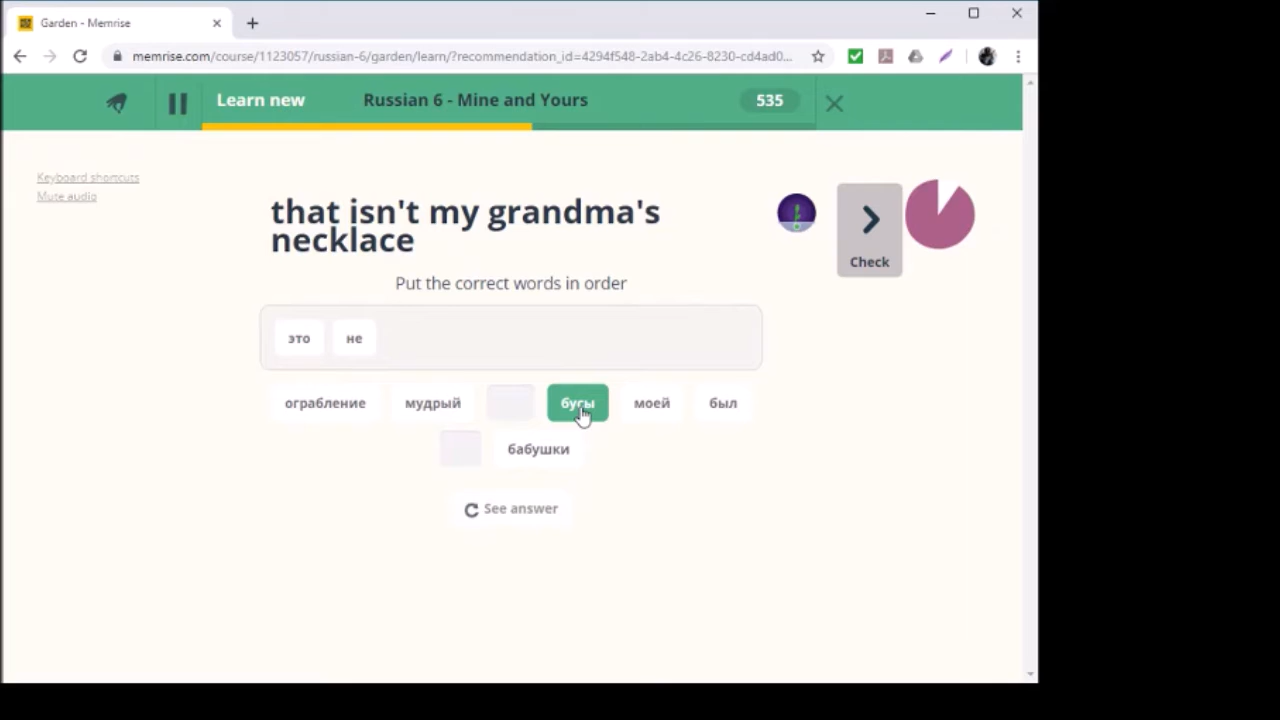 Garden - Memrise
memrise.com/course/1123057/russian-6/garden/learn/?recommendation_id=4294f548-2ab4-4c26-8230-cd4ad0...
Learn new Russian 6 - Mine and Yours 535
Keyboard shortcuts
Mute audio
that isn't my grandma's
necklace
Check
Put the correct words in order
это не
ограбление мудрый бусы моей был
бабушки
See answer